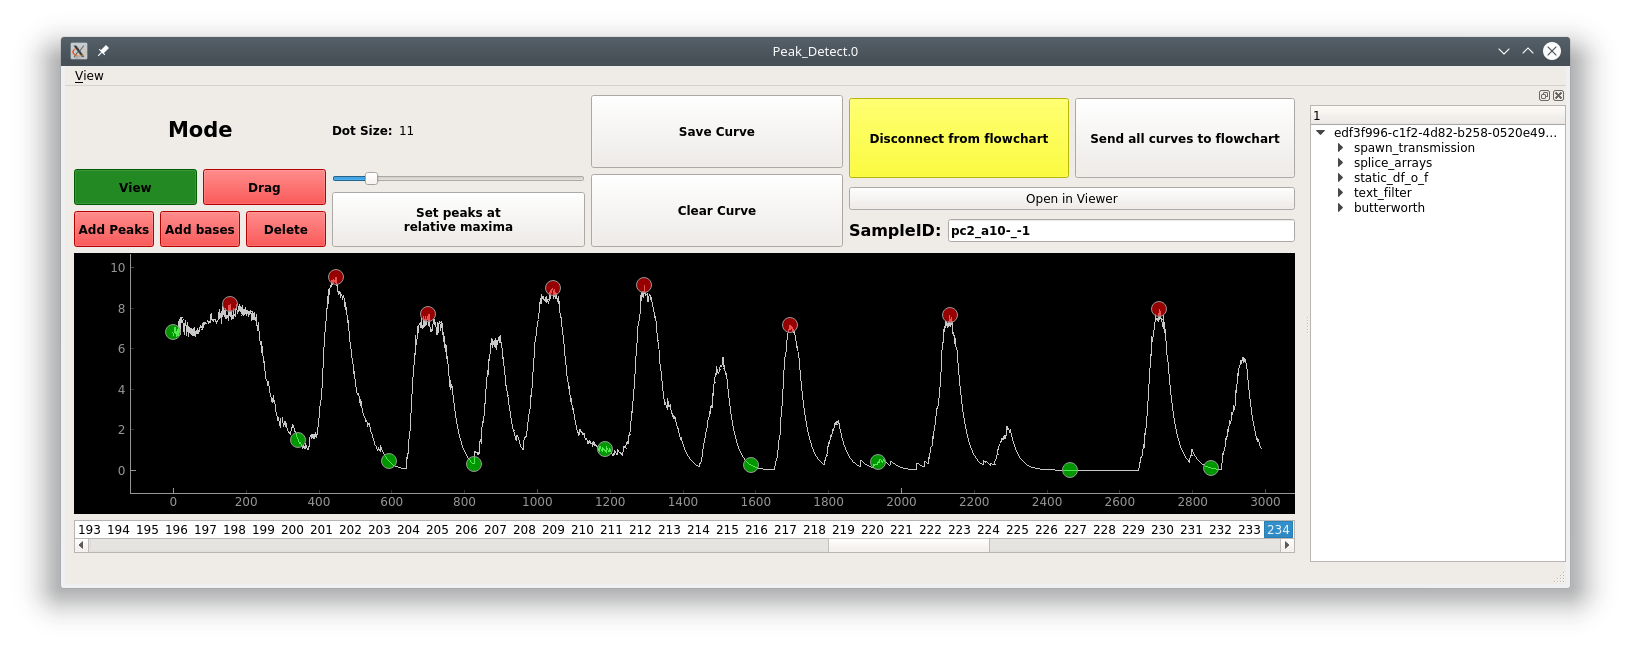 Peak_Detect.0
View
Mode
Dot Size: 11
Save Curve
Disconnect from flowchart
Send all curves to flowchart
View
Drag
Open in Viewer
Add Peaks
Add bases
Delete
Set peaks at
relative maxima
Clear Curve
SampleID: pc2_a10-_-1
10
8
6
4
2
0
0 200 400 600 800 1000 1200 1400 1600 1800 2000 2200 2400 2600 2800 3000
193 194 195 196 197 198 199 200 201 202 203 204 205 206 207 208 209 210 211 212 213 214 215 216 217 218 219 220 221 222 223 224 225 226 227 228 229 230 231 232 233 234
1
edf3f996-c1f2-4d82-b258-0520e49...
spawn_transmission
splice_arrays
static_df_o_f
text_filter
butterworth